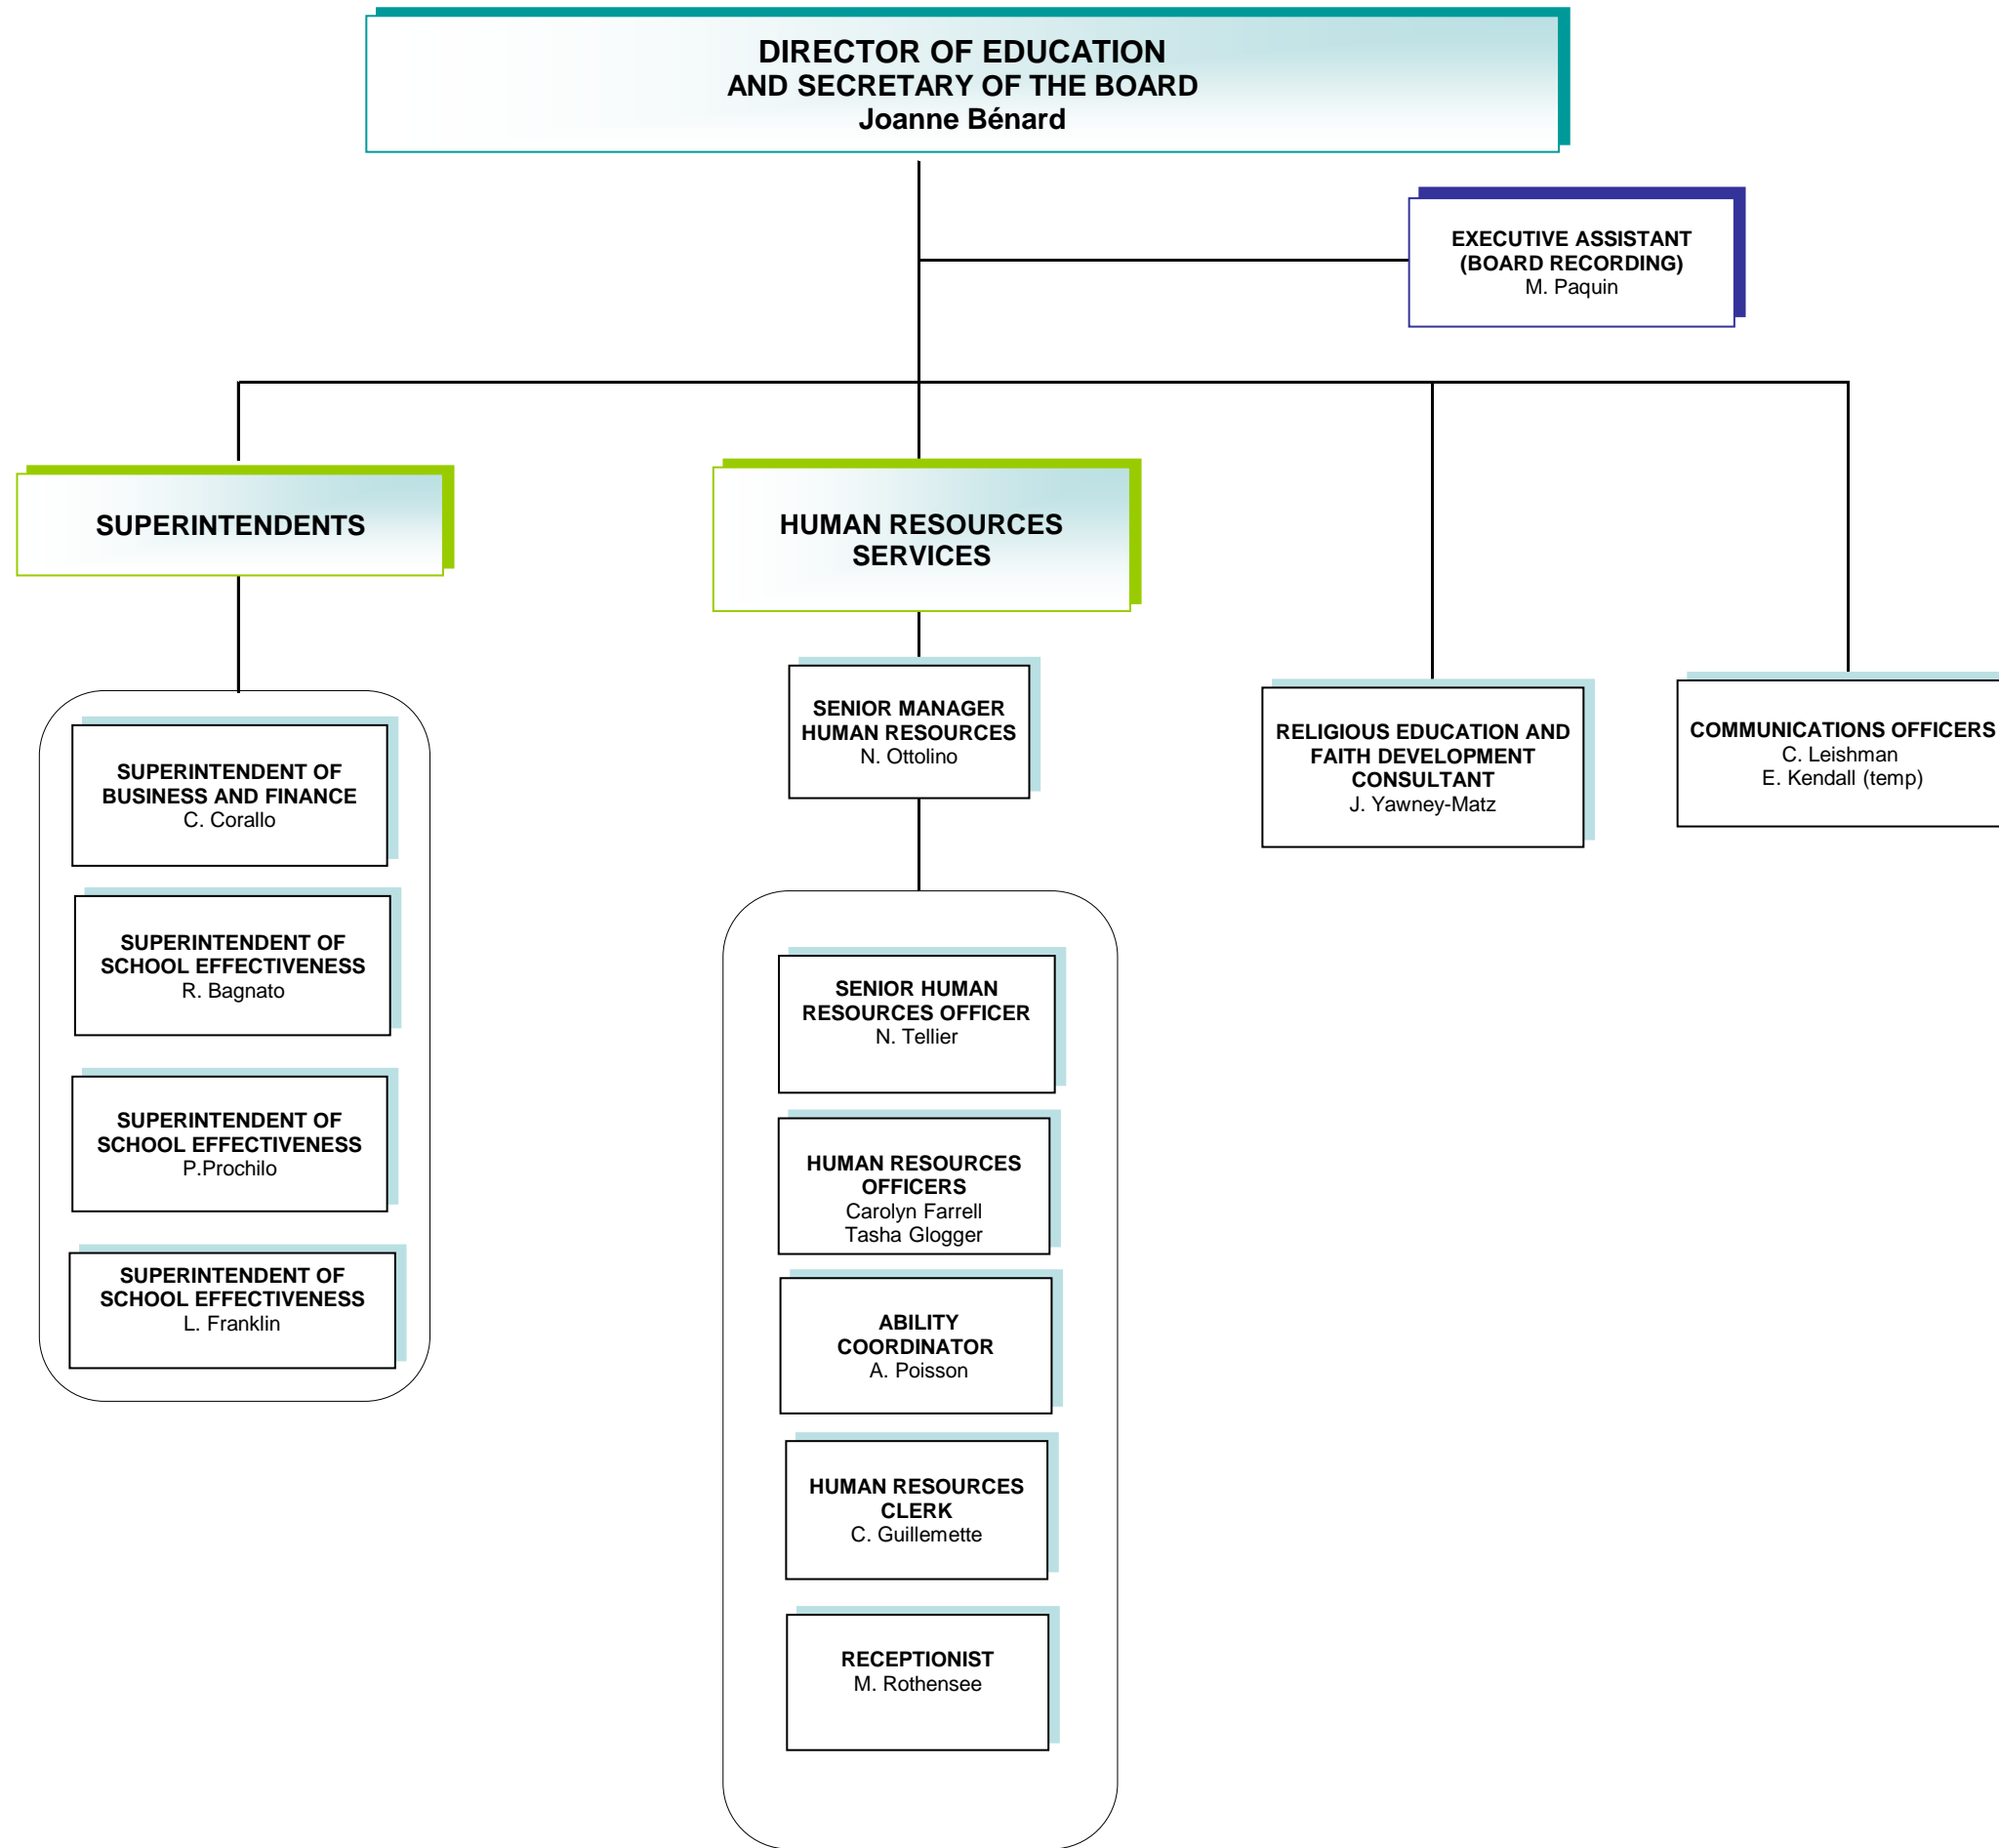 DIRECTOR OF EDUCATION
AND SECRETARY OF THE BOARD
Joanne Bénard
EXECUTIVE ASSISTANT
(BOARD RECORDING)
M. Paquin
SUPERINTENDENTS
HUMAN RESOURCES
SERVICES
SUPERINTENDENT OF
BUSINESS AND FINANCE
C. Corallo
SUPERINTENDENT OF
SCHOOL EFFECTIVENESS
R. Bagnato
SUPERINTENDENT OF
SCHOOL EFFECTIVENESS
P.Prochilo
SUPERINTENDENT OF
SCHOOL EFFECTIVENESS
L. Franklin
SENIOR MANAGER
HUMAN RESOURCES
N. Ottolino
SENIOR HUMAN
RESOURCES OFFICER
N. Tellier
HUMAN RESOURCES
OFFICERS
Carolyn Farrell
Tasha Glogger
ABILITY
COORDINATOR
A. Poisson
HUMAN RESOURCES
CLERK
C. Guillemette
RECEPTIONIST
M. Rothensee
RELIGIOUS EDUCATION AND
FAITH DEVELOPMENT
CONSULTANT
J. Yawney-Matz
COMMUNICATIONS OFFICERS
C. Leishman
E. Kendall (temp)